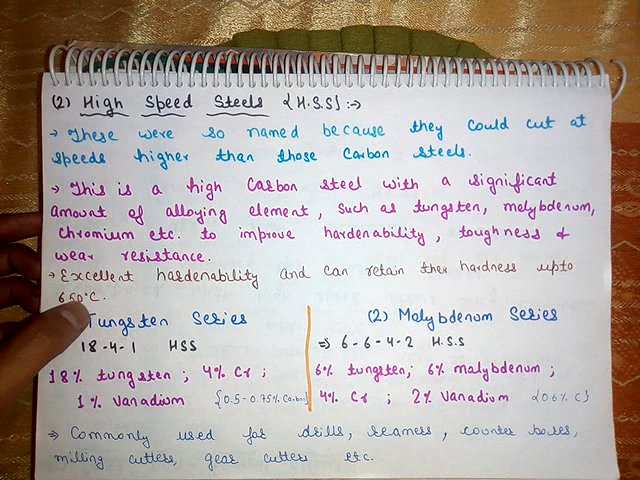 (2) High Speed Steels {H.S.S} :→
→ These were so named because they could cut at
speeds higher than those Carbon steels.
→ This is a high Carbon steel with a significant
amount of alloying element, such as tungsten, molybdenum,
chromium etc. to improve hardenability, toughness &
wear resistance.
→ Excellent hardenability and can retain ther hardness upto
650°C.
Tungsten Series
18-4-1 HSS
18% tungsten ; 4% Cr ;
1% Vanadium {0.5-0.75% Carbon}
(2) Molybdenum Series
⇒ 6-6-4-2 H.S.S
6% tungsten; 6% molybdenum ;
4% Cr ; 2% Vanadium {0.6% C}
⇒ Commonly used for drills, reamers, counter bores,
milling cutters, gear cutters etc.